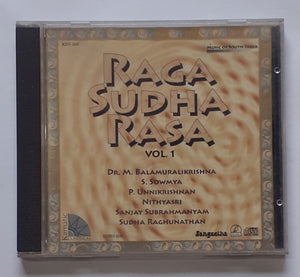 MUSIC OF SOUTH INDIA
RAGA
SUDHA
RASA
VOL. 1
DR. M. BALAMURALIKRISHNA
S. SOWMYA
P. UNNIKRISHNAN
NITHYASRI
SANJAY SUBRAHMANYAM
SUDHA RAGHUNATHAN
Sangeetha